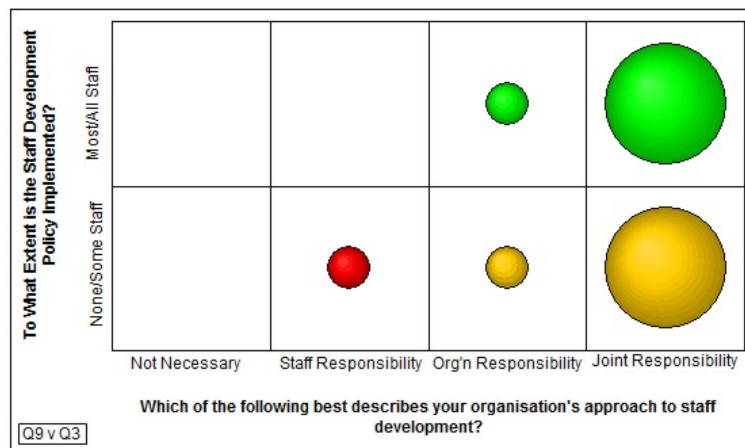 To What Extent is the Staff Development
Policy Implemented?
Most/All Staff
None/Some Staff
Not Necessary
Staff Responsibility
Org'n Responsibility
Joint Responsibility
Which of the following best describes your organisation's approach to staff
development?
Q9 v Q3